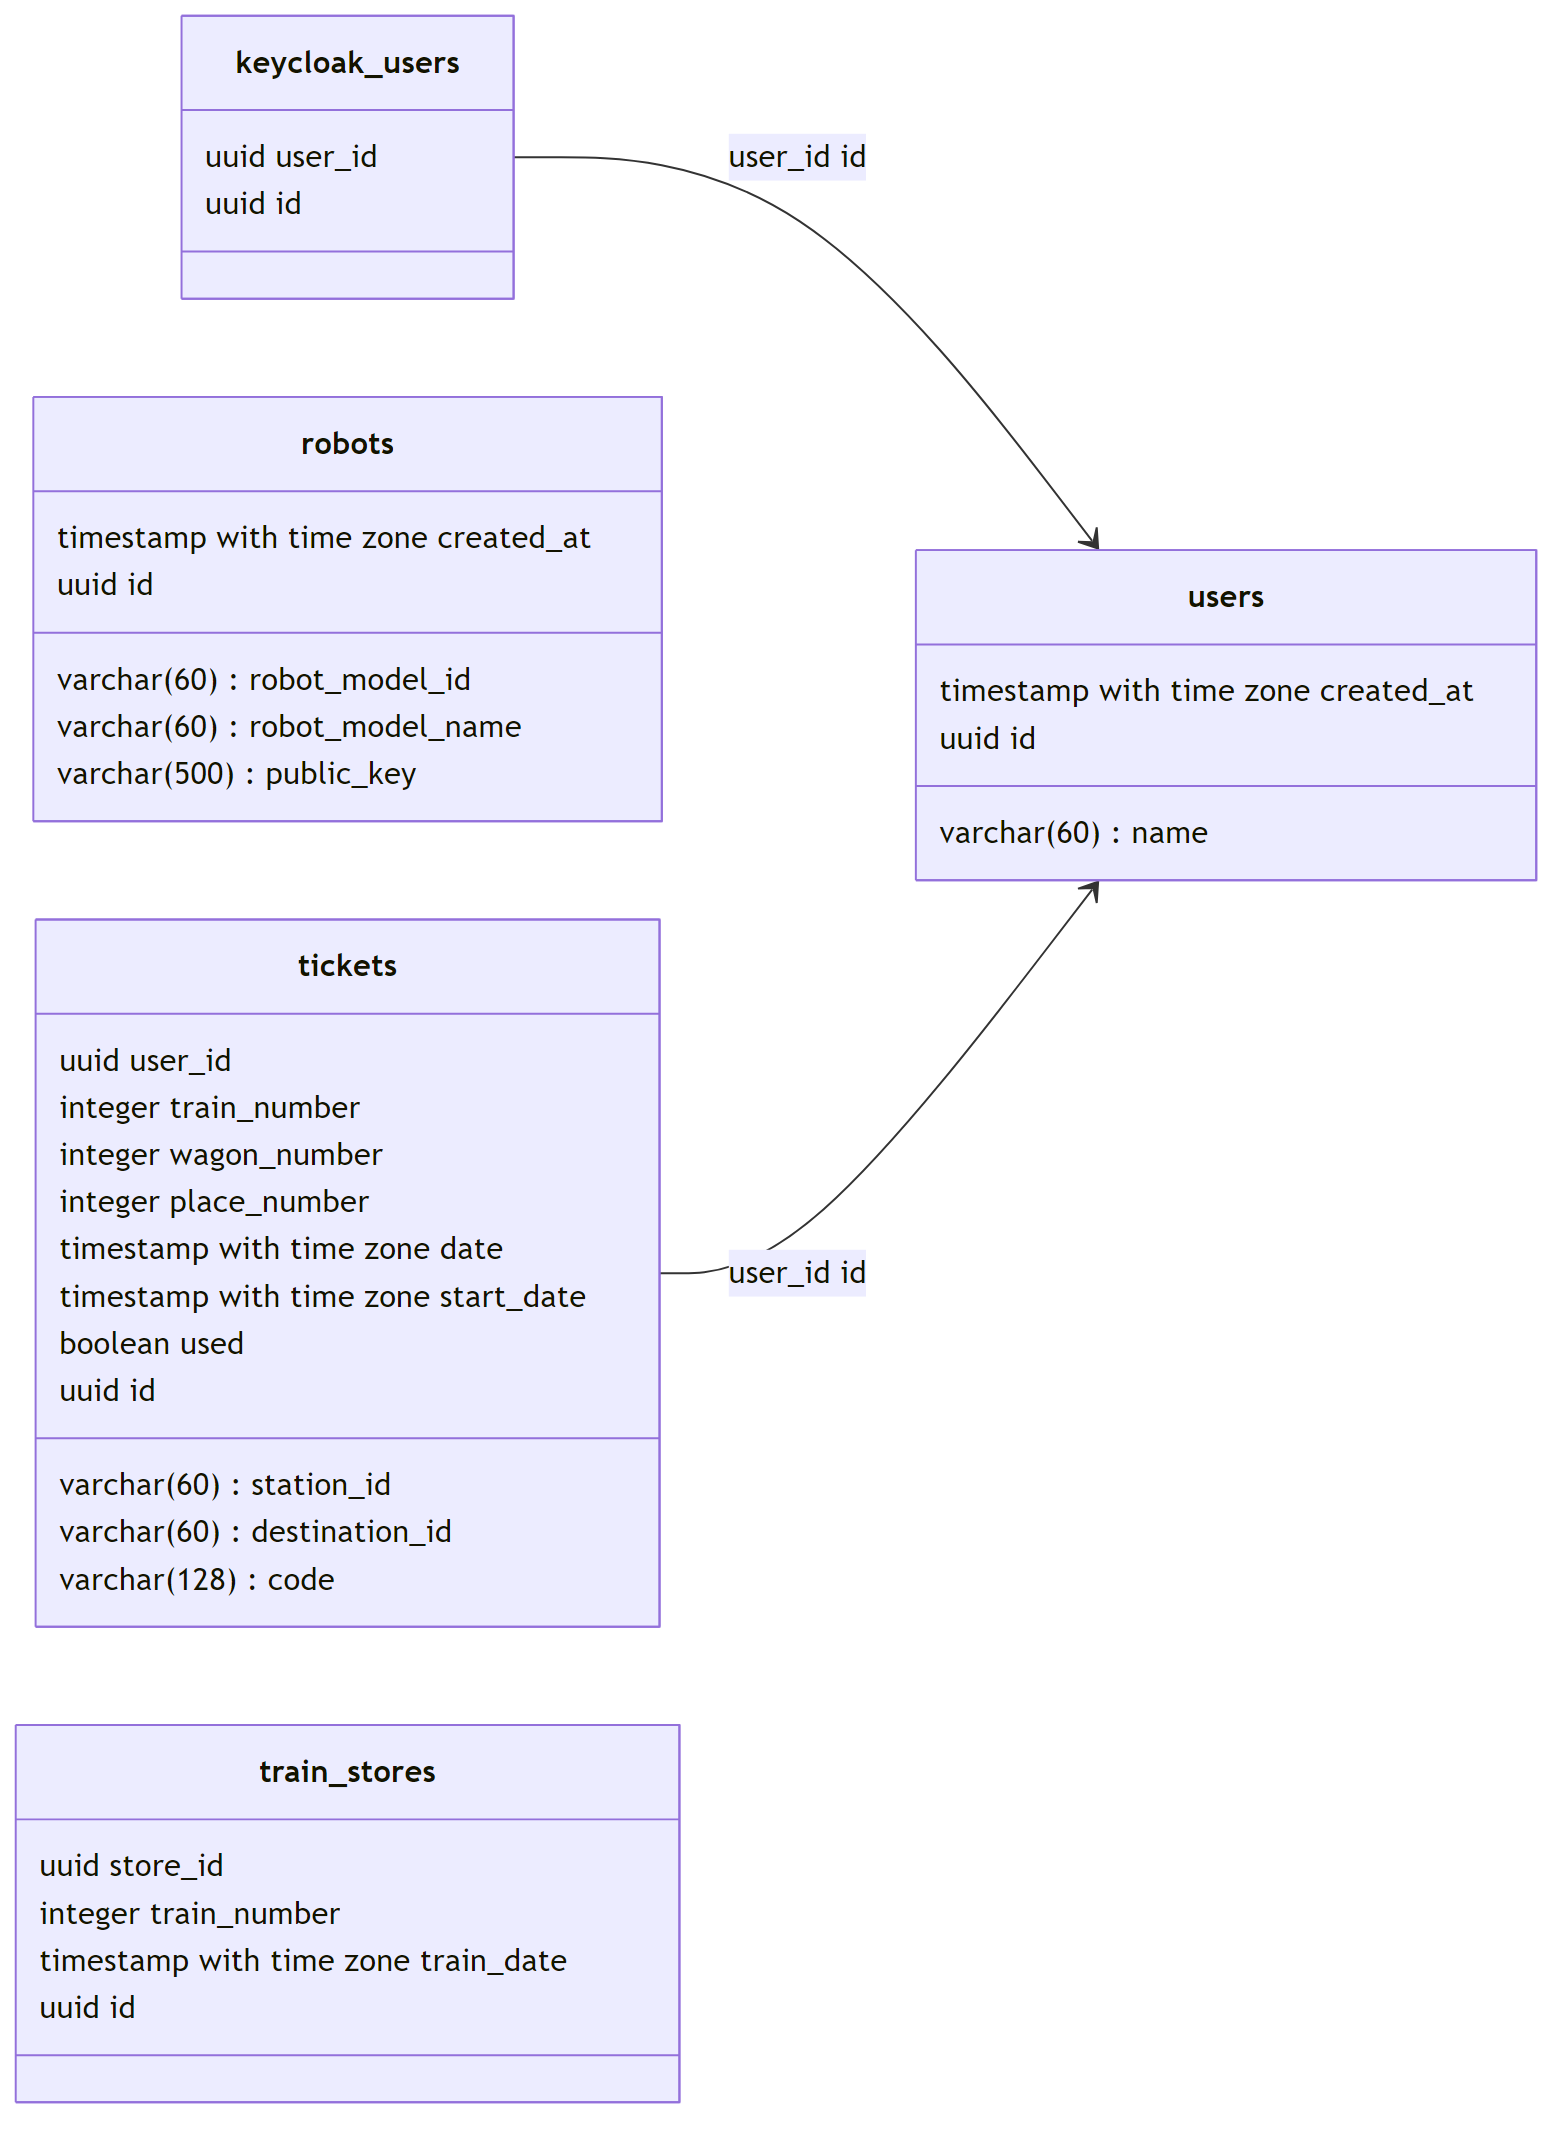 keycloak_users
uuid user_id
uuid id
user_id id
robots
timestamp with time zone created_at
uuid id
varchar(60) : robot_model_id
varchar(60) : robot_model_name
varchar(500) : public_key
users
timestamp with time zone created_at
uuid id
varchar(60) : name
tickets
uuid user_id
integer train_number
integer wagon_number
integer place_number
timestamp with time zone date
timestamp with time zone start_date
boolean used
uuid id
varchar(60) : station_id
varchar(60) : destination_id
varchar(128) : code
user_id id
train_stores
uuid store_id
integer train_number
timestamp with time zone train_date
uuid id